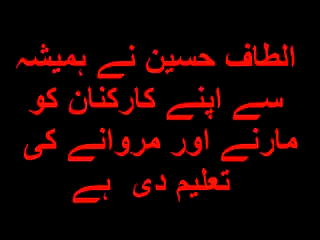 الطاف حسین نے ہمیشہ
سے اپنے کارکنان کو
مارنے اور مروانے کی
تعلیم دی ہے